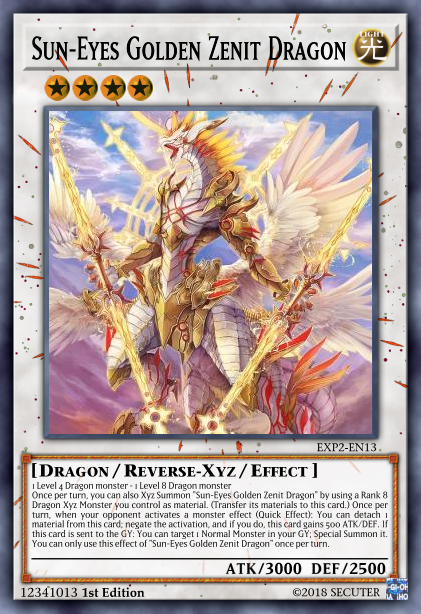 Sun-Eyes Golden Zenit Dragon
LIGHT
光
EXP2-EN13
[Dragon/Reverse-Xyz/Effect]
1 Level 4 Dragon monster - 1 Level 8 Dragon monster
Once per turn, you can also Xyz Summon "Sun-Eyes Golden Zenit Dragon" by using a Rank 8
Dragon Xyz Monster you control as material. (Transfer its materials to this card.) Once per
turn, when your opponent activates a monster effect (Quick Effect): You can detach 1
material from this card; negate the activation, and if you do, this card gains 500 ATK/DEF. If
this card is sent to the GY: You can target 1 Normal Monster in your GY; Special Summon it.
You can only use this effect of "Sun-Eyes Golden Zenit Dragon" once per turn.
ATK/3000 DEF/2500
12341013 1st Edition
©2018 SECUTER